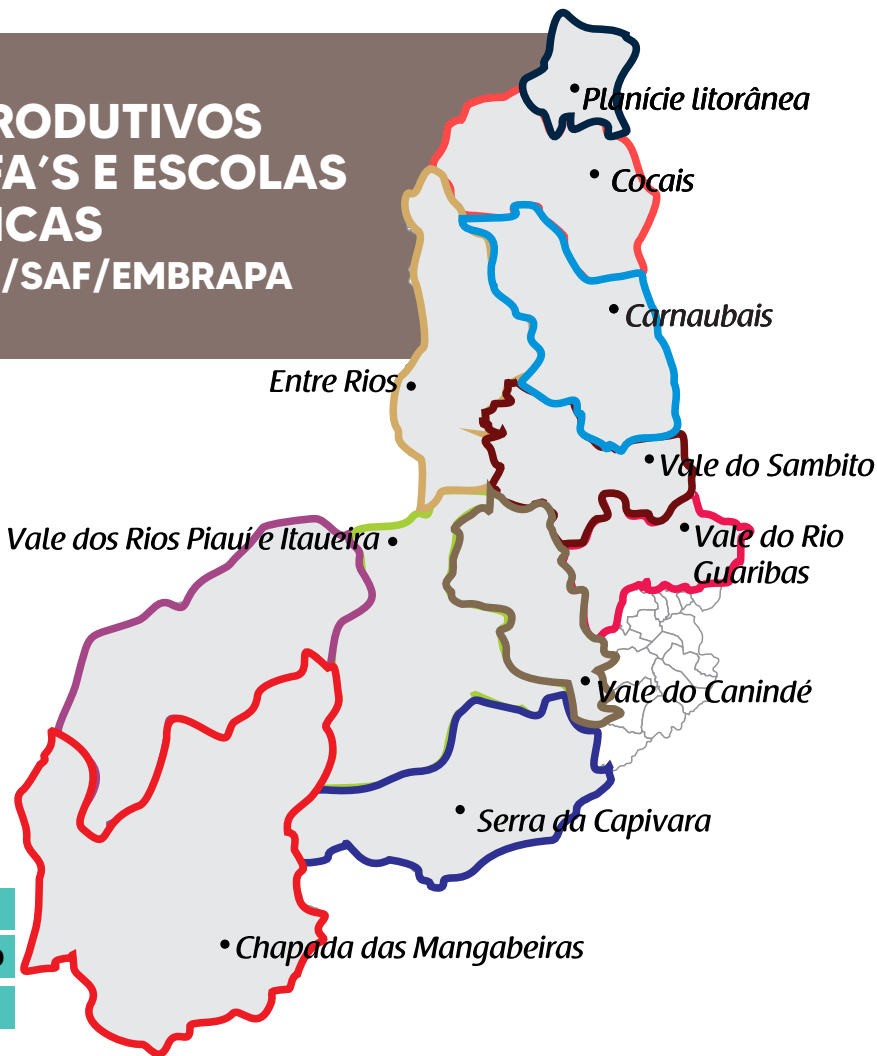 RODUTIVOS
FA'S E ESCOLAS
ICAS
/SAF/EMBRAPA
Planície litorânea
Cocais
Carnaubais
Entre Rios
Vale do Sambito
Vale dos Rios Piauí e Itaueira
Vale do Rio
Guaribas
Vale do Canindé
Serra da Capivara
Chapada das Mangabeiras